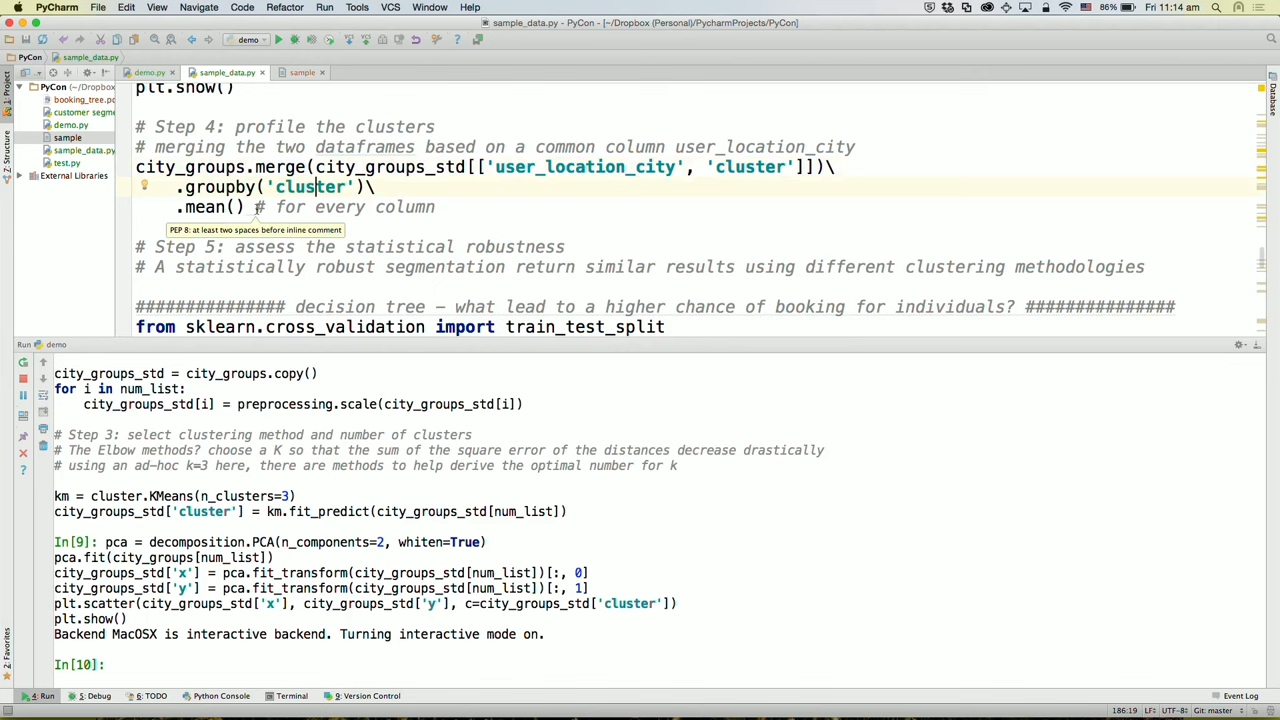 PyCharm File Edit View Navigate Code Refactor Run Tools VCS Window Help 86% Fri 11:14 am
sample_data.py - PyCon - [~/Dropbox (Personal)/PycharmProjects/PyCon]
demo
PyCon sample_data.py
demo.py sample_data.py sample
1: Project
Z: Structure
2: Favorites
Database
PyCon (~/Dropbox
booking_tree.pc
customer segme
demo.py
sample
sample_data.py
test.py
External Libraries
plt.show()
# Step 4: profile the clusters
# merging the two dataframes based on a common column user_location_city
city_groups.merge(city_groups_std[['user_location_city', 'cluster']])\
.groupby('cluster')\
.mean() # for every column
PEP 8: at least two spaces before inline comment
# Step 5: assess the statistical robustness
# A statistically robust segmentation return similar results using different clustering methodologies
############### decision tree – what lead to a higher chance of booking for individuals? ###############
from sklearn.cross_validation import train_test_split
Run demo
city_groups_std = city_groups.copy()
for i in num_list:
city_groups_std[i] = preprocessing.scale(city_groups_std[i])
# Step 3: select clustering method and number of clusters
# The Elbow methods? choose a K so that the sum of the square error of the distances decrease drastically
# using an ad-hoc k=3 here, there are methods to help derive the optimal number for k
km = cluster.KMeans(n_clusters=3)
city_groups_std['cluster'] = km.fit_predict(city_groups_std[num_list])
In[9]: pca = decomposition.PCA(n_components=2, whiten=True)
pca.fit(city_groups[num_list])
city_groups_std['x'] = pca.fit_transform(city_groups_std[num_list])[:, 0]
city_groups_std['y'] = pca.fit_transform(city_groups_std[num_list])[:, 1]
plt.scatter(city_groups_std['x'], city_groups_std['y'], c=city_groups_std['cluster'])
plt.show()
Backend MacOSX is interactive backend. Turning interactive mode on.
In[10]:
4: Run 5: Debug 6: TODO Python Console Terminal 9: Version Control Event Log
186:19 LF÷ UTF-8÷ Git: master